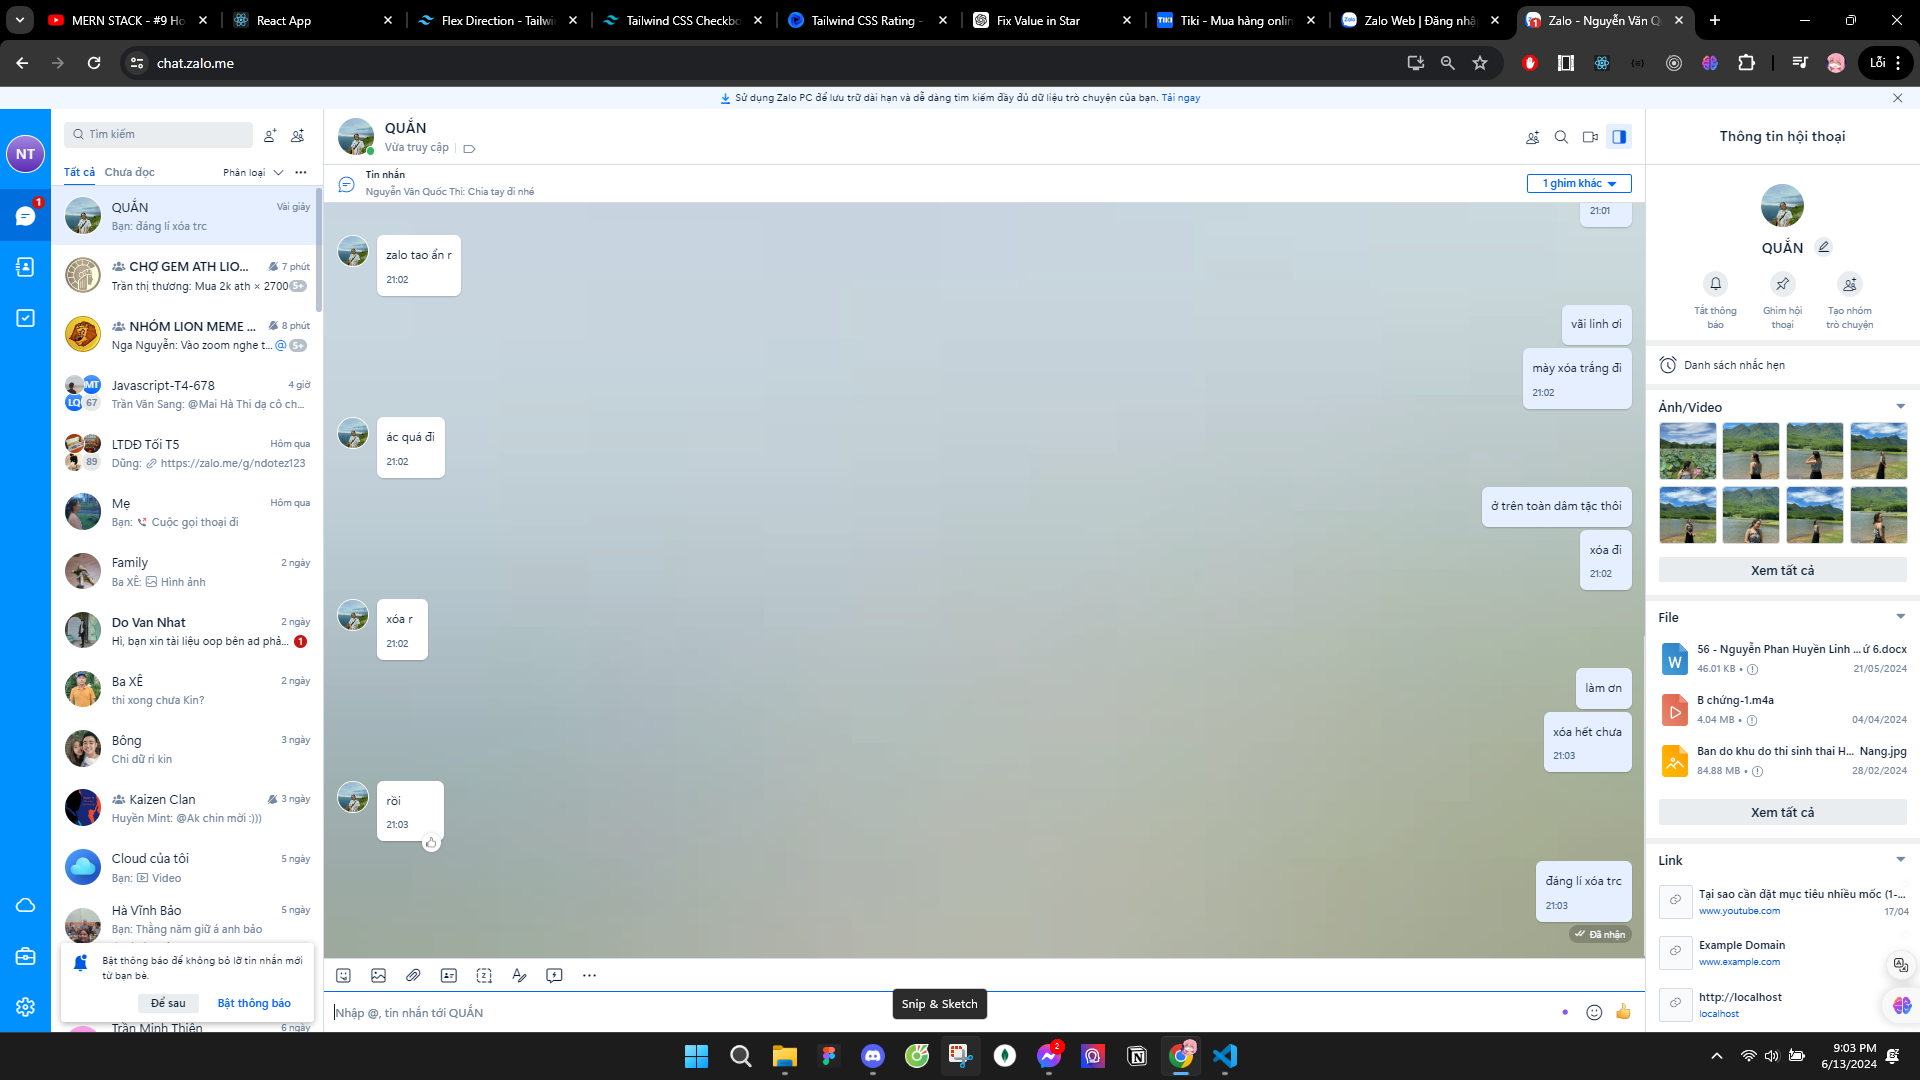 MERN STACK - #9 Ho
React App
Flex Direction - Tailwi
Tailwind CSS Checkbo
Tailwind CSS Rating -
Fix Value in Star
TIKI
Tiki - Mua hàng onlin
Zalo Web | Đăng nhậ
Zalo - Nguyễn Văn Q
chat.zalo.me
Lỗi
Sử dụng Zalo PC để lưu trữ dài hạn và dễ dàng tìm kiếm đầy đủ dữ liệu trò chuyện của bạn. Tải ngay
NT
1
Tìm kiếm
Tất cả
Chưa đọc
Phân loại
QUẮN
Vài giây
Bạn: đáng lí xóa trc
CHỢ GEM ATH LIO...
7 phút
Trần thị thương: Mua 2k ath × 2700
5+
NHÓM LION MEME ...
8 phút
Nga Nguyễn: Vào zoom nghe t...
@
5+
Javascript-T4-678
4 giờ
MT
LQ
67
Trần Văn Sang: @Mai Hà Thi dạ cô ch...
LTDĐ Tối T5
Hôm qua
89
Dũng: https://zalo.me/g/ndotez123
Mẹ
Hôm qua
Bạn: Cuộc gọi thoại đi
Family
2 ngày
Ba XÊ: Hình ảnh
Do Van Nhat
2 ngày
Hi, bạn xin tài liệu oop bên ad phả...
1
Ba XÊ
2 ngày
thi xong chưa Kin?
Bông
3 ngày
Chi dữ ri kin
Kaizen Clan
3 ngày
Huyền Mint: @Ak chin mời :)))
Cloud của tôi
5 ngày
Bạn: Video
Hà Vĩnh Bảo
5 ngày
Bạn: Thằng năm giữ á anh bảo
Bật thông báo để không bỏ lỡ tin nhắn mới
từ bạn bè.
Để sau
Bật thông báo
Trần Minh Thiên
6 ngày
QUẮN
Vừa truy cập
Tin nhắn
Nguyễn Văn Quốc Thi: Chia tay đi nhé
1 ghim khác
21:01
zalo tao ẩn r
21:02
vãi linh ơi
mày xóa trắng đi
21:02
ác quá đi
21:02
ở trên toàn dâm tặc thôi
xóa đi
21:02
xóa r
21:02
làm ơn
xóa hết chưa
21:03
rồi
21:03
đáng lí xóa trc
21:03
Đã nhận
Nhập @, tin nhắn tới QUẮN
Snip & Sketch
Thông tin hội thoại
QUẮN
Tắt thông
báo
Ghim hội
thoại
Tạo nhóm
trò chuyện
Danh sách nhắc hẹn
Ảnh/Video
Xem tất cả
File
W
56 - Nguyễn Phan Huyền Linh ...ứ 6.docx
46.01 KB •
21/05/2024
B chứng-1.m4a
4.04 MB •
04/04/2024
Ban do khu do thi sinh thai H... Nang.jpg
84.88 MB •
28/02/2024
Xem tất cả
Link
Tại sao cần đặt mục tiêu nhiều mốc (1-...
www.youtube.com
17/04
Example Domain
www.example.com
http://localhost
localhost
2
9:03 PM
6/13/2024